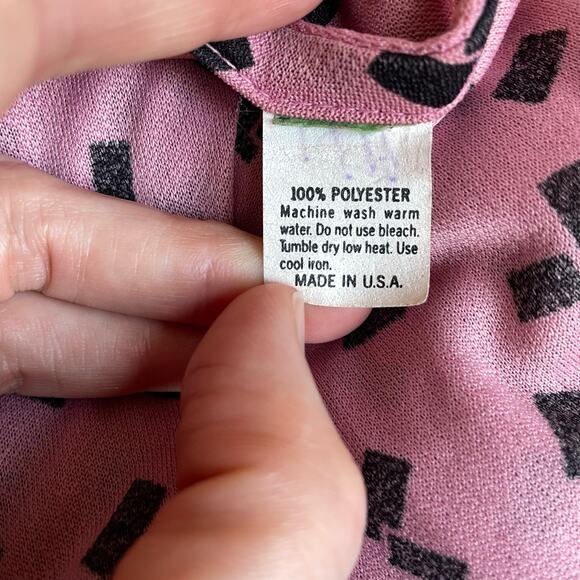 100% POLYESTER
Machine wash warm
water. Do not use bleach.
Tumble dry low heat. Use
cool iron.
MADE IN U.S.A.